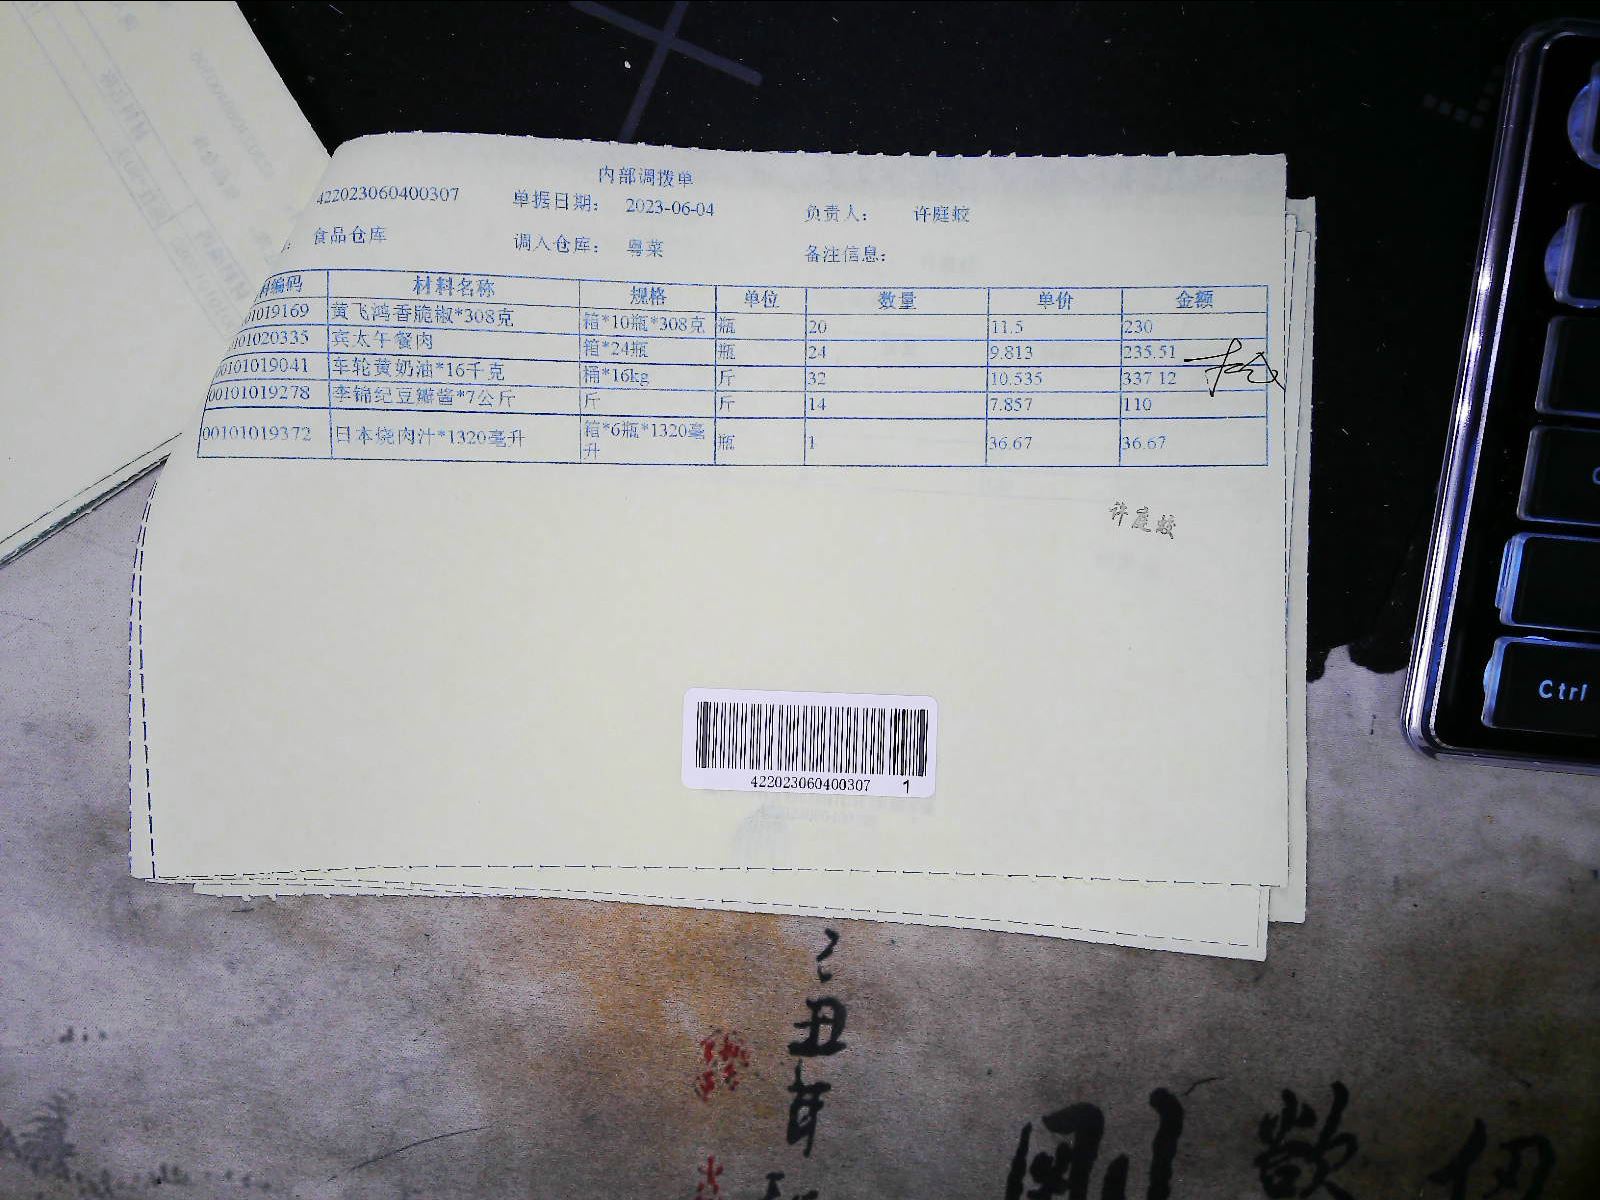 内部调拨单
422023060400307 单据日期： 2023-06-04 负责人： 许庭蛟
： 食品仓库 调入仓库： 粤菜 备注信息：
料编码 材料名称 规格 单位 数量 单价 金额
01019169 黄飞鸿香脆椒*308克 箱*10瓶*308克 瓶 20 11.5 230
0101020335 宾太午餐肉 箱*24瓶 瓶 24 9.813 235.51
00101019041 车轮黄奶油*16千克 桶*16kg 斤 32 10.535 337.12
00101019278 李锦纪豆瓣酱*7公斤 斤 斤 14 7.857 110
00101019372 日本烧肉汁*1320毫升 箱*6瓶*1320毫升 瓶 1 36.67 36.67
许庭蛟
422023060400307 1
Ctrl
丑年
欲